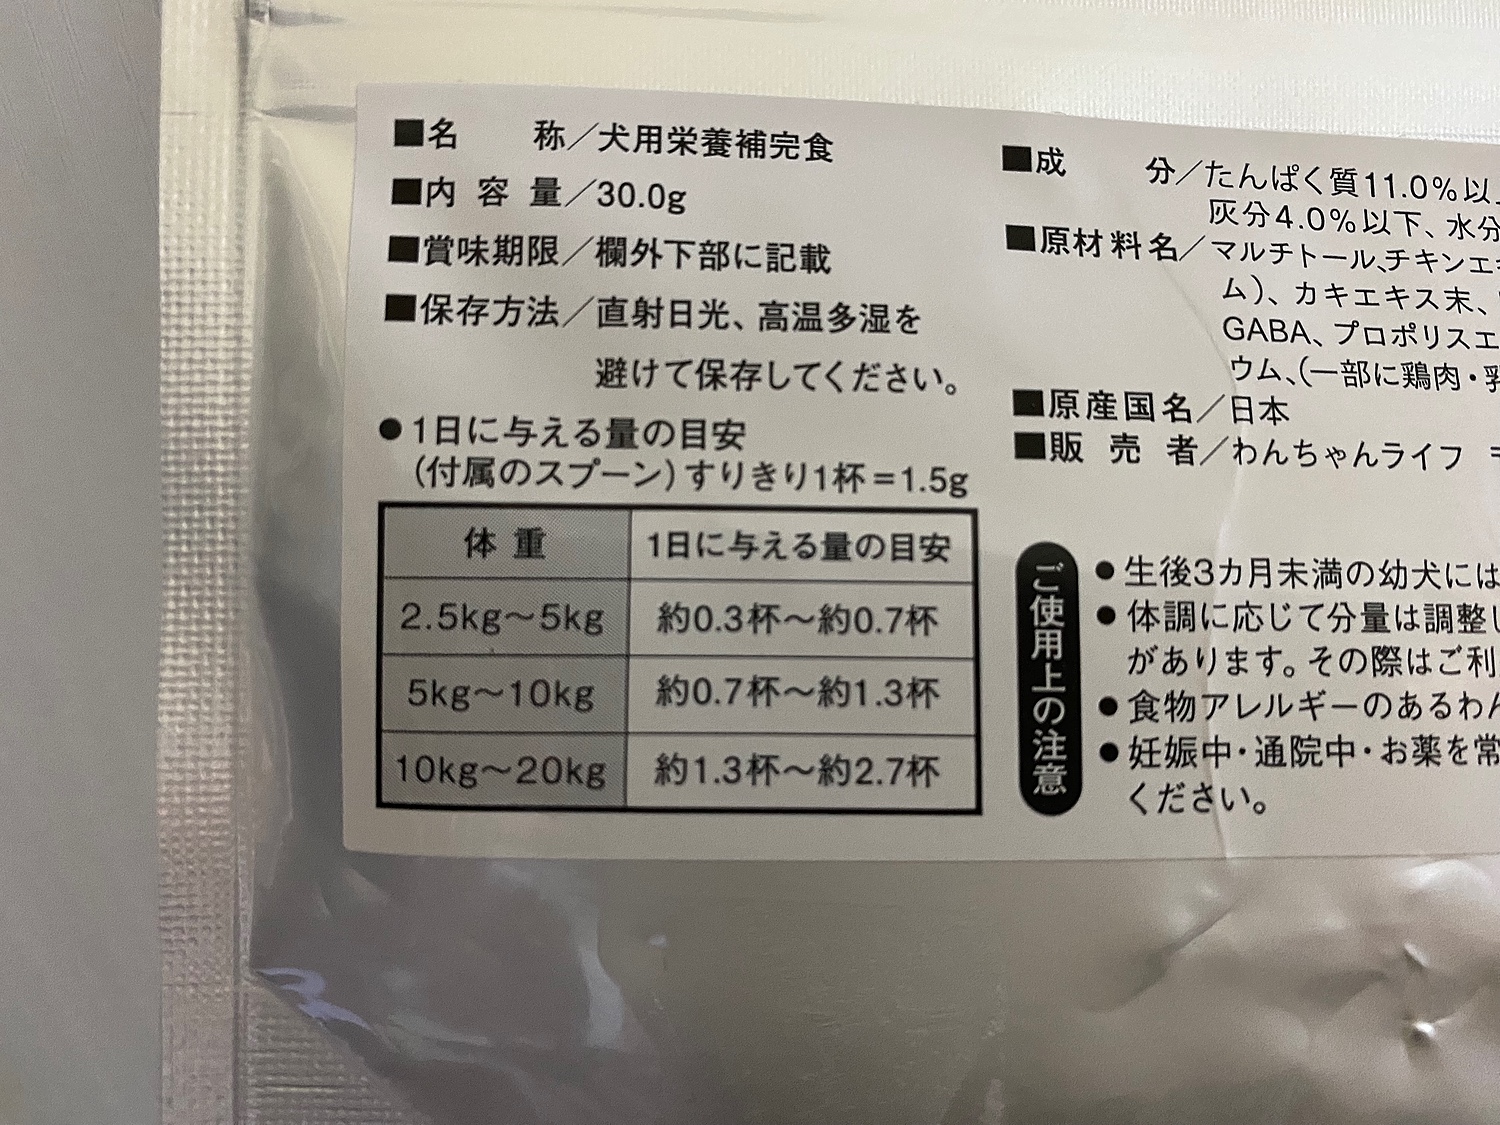 ■名　　称／犬用栄養補完食
■内 容 量／30.0g
■賞味期限／欄外下部に記載
■保存方法／直射日光、高温多湿を
避けて保存してください。
●1日に与える量の目安
(付属のスプーン)すりきり1杯=1.5g
体 重　1日に与える量の目安
2.5kg〜5kg　約0.3杯〜約0.7杯
5kg〜10kg　約0.7杯〜約1.3杯
10kg〜20kg　約1.3杯〜約2.7杯
■成　　分／たんぱく質11.0%以
灰分4.0%以下、水分
■原材料名／マルチトール、チキンエキ
ム)、カキエキス末、
GABA、プロポリスエ
ウム、(一部に鶏肉・乳
■原産国名／日本
■販 売 者／わんちゃんライフ
ご使用上の注意
●生後3カ月未満の幼犬には
●体調に応じて分量は調整し
があります。その際はご利
●食物アレルギーのあるわん
●妊娠中・通院中・お薬を常
ください。